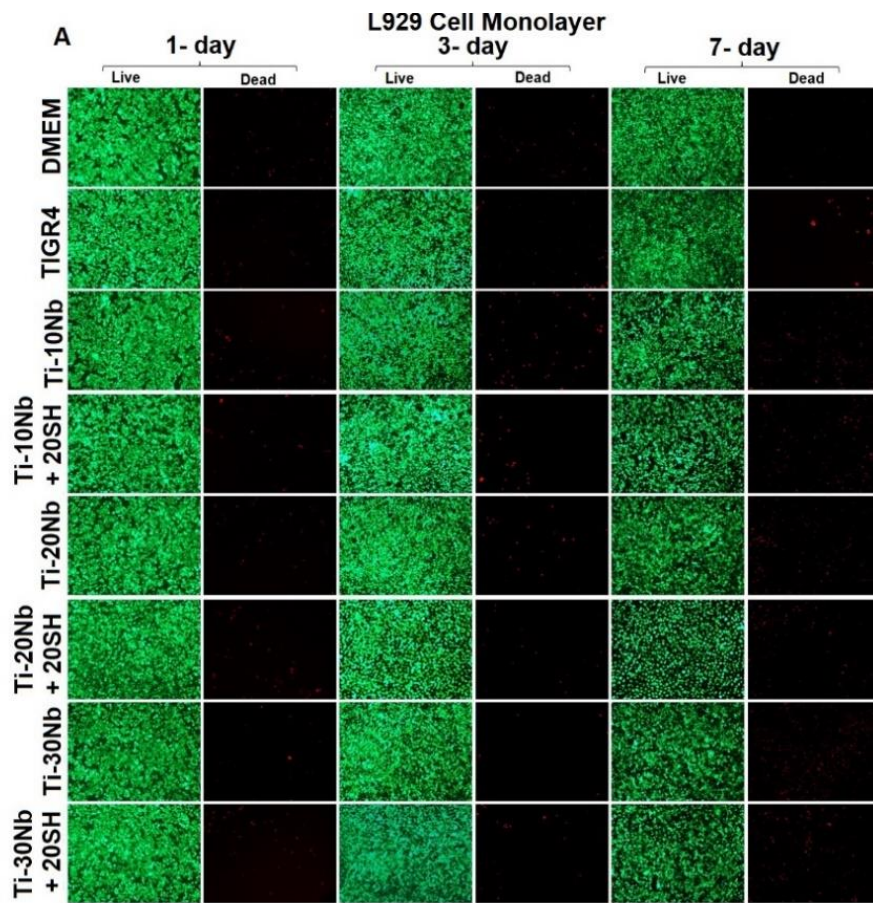 A
L929 Cell Monolayer
1- day
3- day
7- day
Live
Dead
Live
Dead
Live
Dead
DMEM
TIGR4
Ti-10Nb
Ti-10Nb
+ 20SH
Ti-20Nb
Ti-20Nb
+ 20SH
Ti-30Nb
Ti-30Nb
+ 20SH